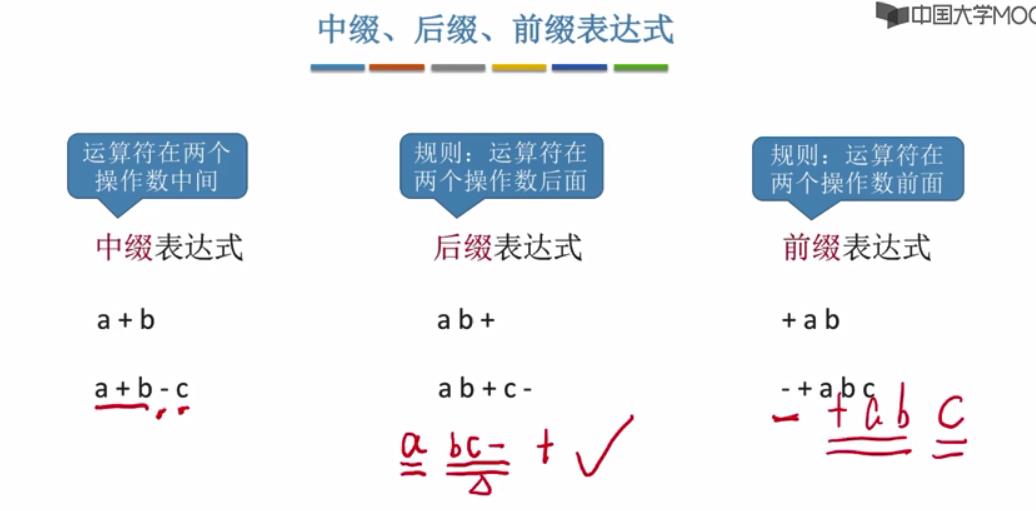 中国大学MOO
中缀、后缀、前缀表达式
运算符在两个
操作数中间
中缀表达式
a + b
a + b - c
规则：运算符在
两个操作数后面
后缀表达式
a b +
a b + c -
a bc- +
规则：运算符在
两个操作数前面
前缀表达式
+ a b
- + a b c
- + a b c